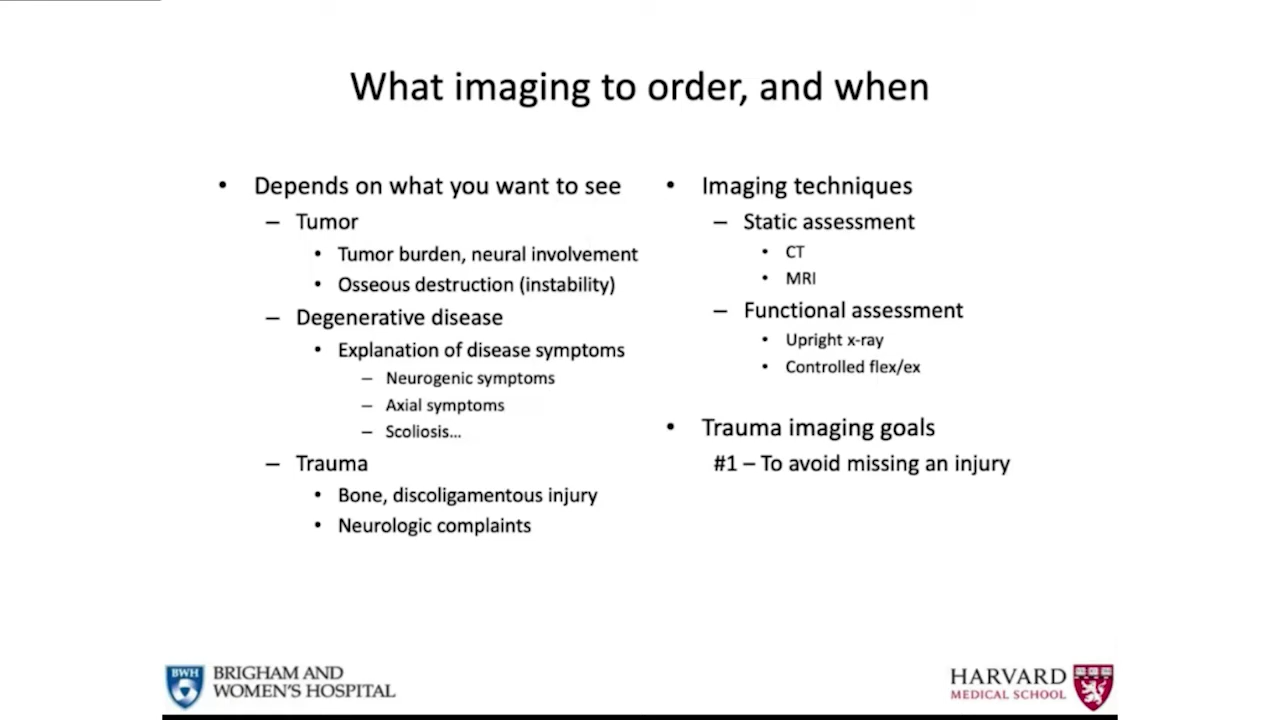 What imaging to order, and when
• Depends on what you want to see
– Tumor
• Tumor burden, neural involvement
• Osseous destruction (instability)
– Degenerative disease
• Explanation of disease symptoms
– Neurogenic symptoms
– Axial symptoms
– Scoliosis...
– Trauma
• Bone, discoligamentous injury
• Neurologic complaints
• Imaging techniques
– Static assessment
• CT
• MRI
– Functional assessment
• Upright x-ray
• Controlled flex/ex
• Trauma imaging goals
#1 – To avoid missing an injury
BWH
BRIGHAM AND
WOMEN'S HOSPITAL
HARVARD
MEDICAL SCHOOL